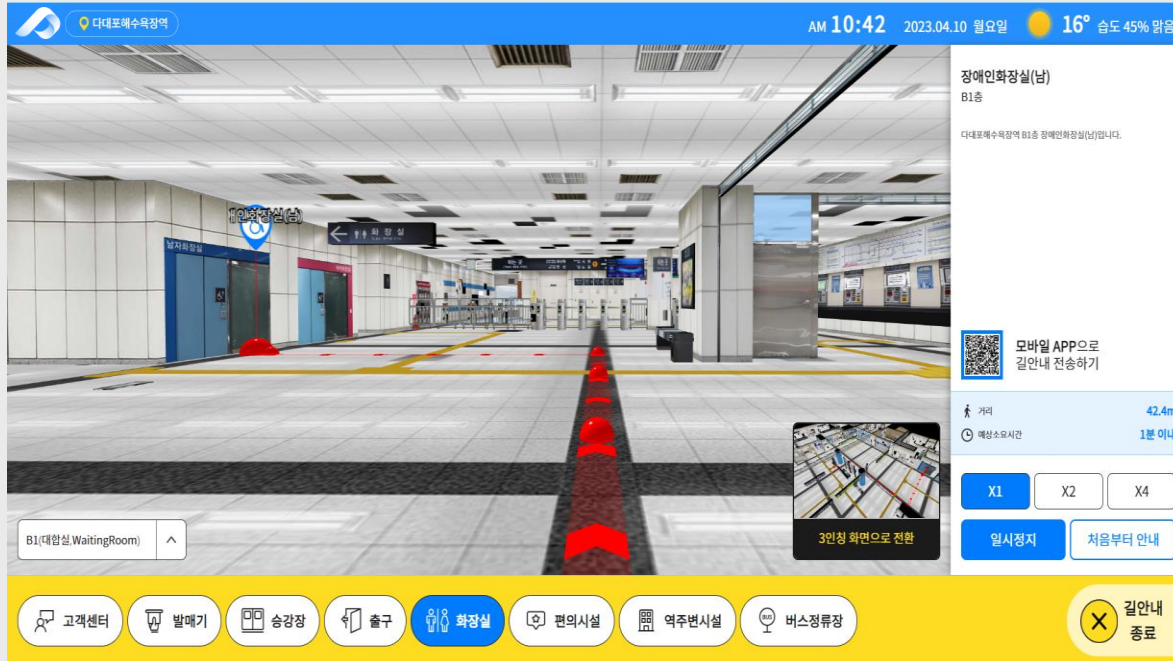 다대포해수욕장역
AM 10:42 2023.04.10 월요일 16° 습도 45% 맑음
장애인화장실(남)
B1층
다대포해수욕장역 B1층 장애인화장실(남)입니다.
인화장실(남)
남자화장실
화 장 실
모바일 APP으로
길안내 전송하기
거리 42.4m
예상소요시간 1분 이내
X1 X2 X4
일시정지 처음부터 안내
B1(대합실,WaitingRoom)
3인칭 화면으로 전환
고객센터 발매기 승강장 출구 화장실 편의시설 역주변시설 BUS 버스정류장
길안내
종료